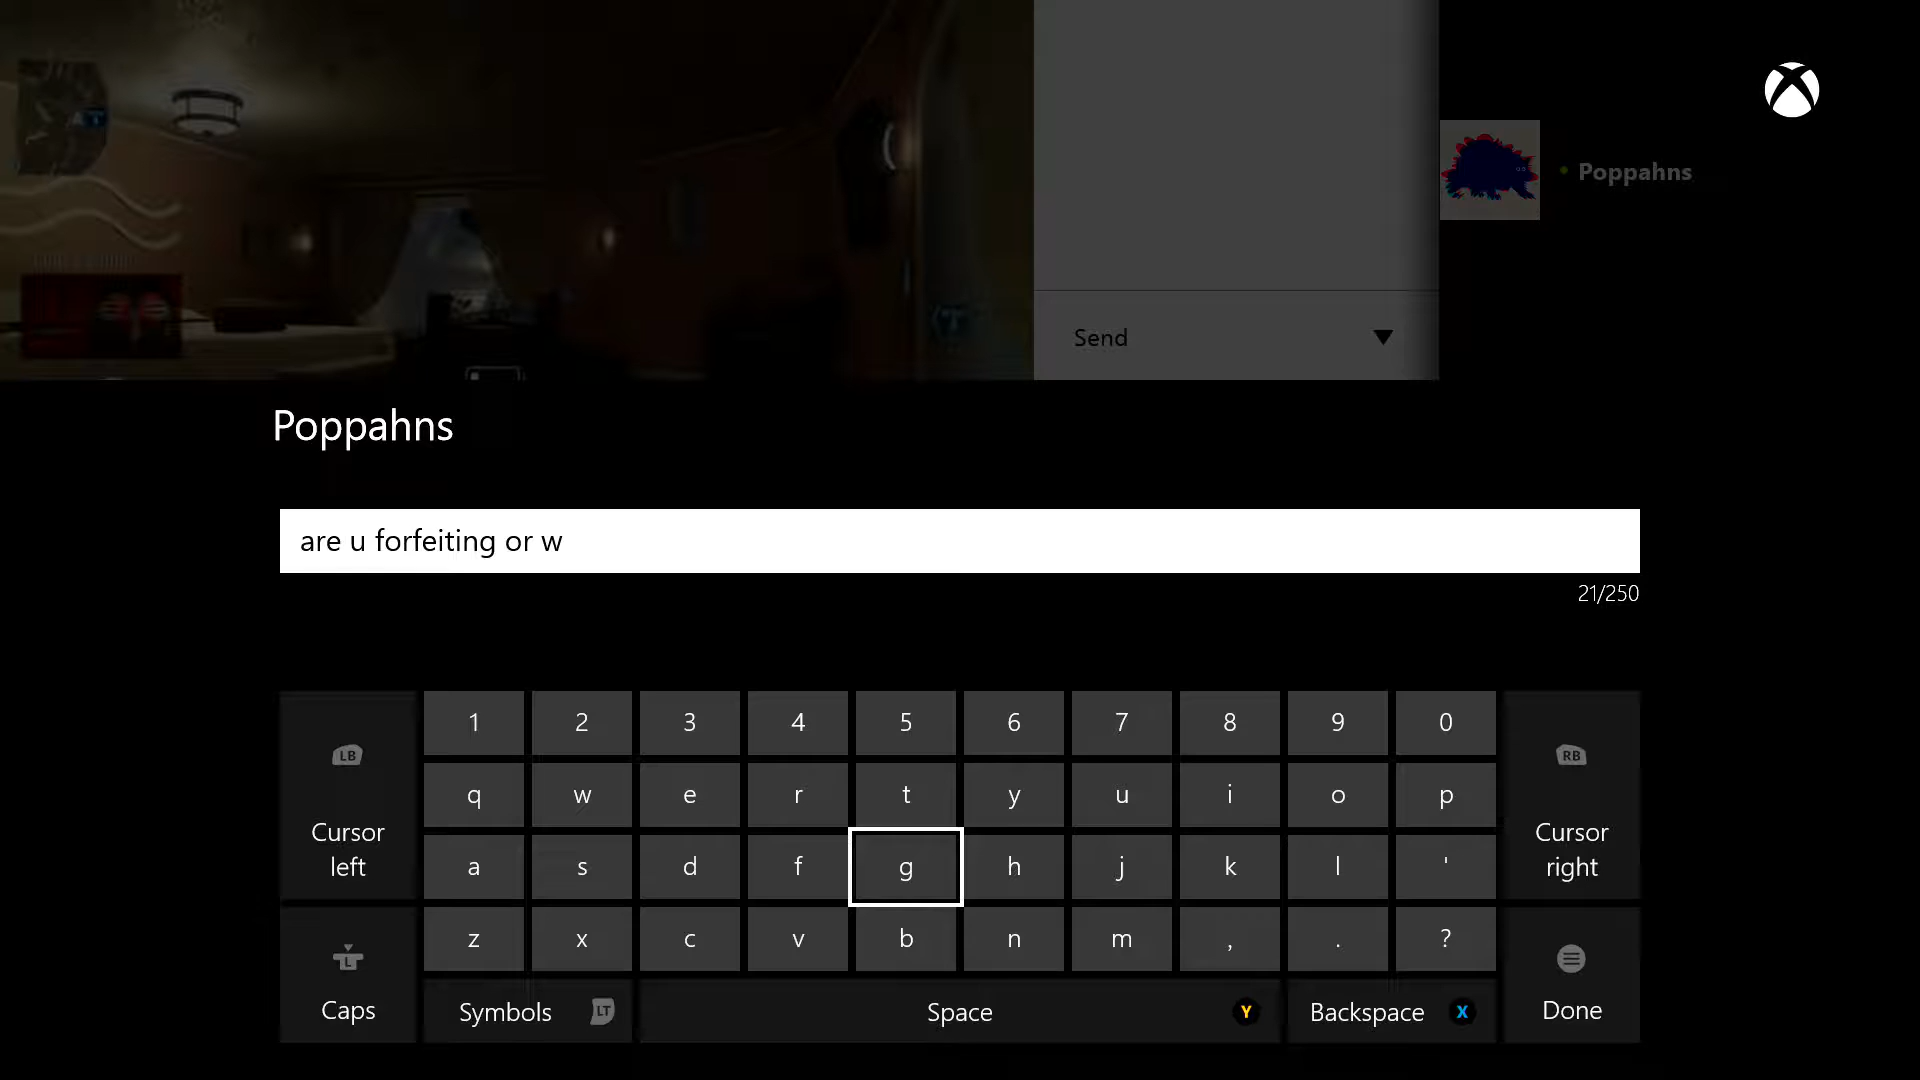 Poppahns
Send
Poppahns
are u forfeiting or w
21/250
LB
Cursor left
1 2 3 4 5 6 7 8 9 0
q w e r t y u i o p
a s d f g h j k l '
z x c v b n m , . ?
RB
Cursor right
L
Caps
Symbols LT
Space Y
Backspace X
Done